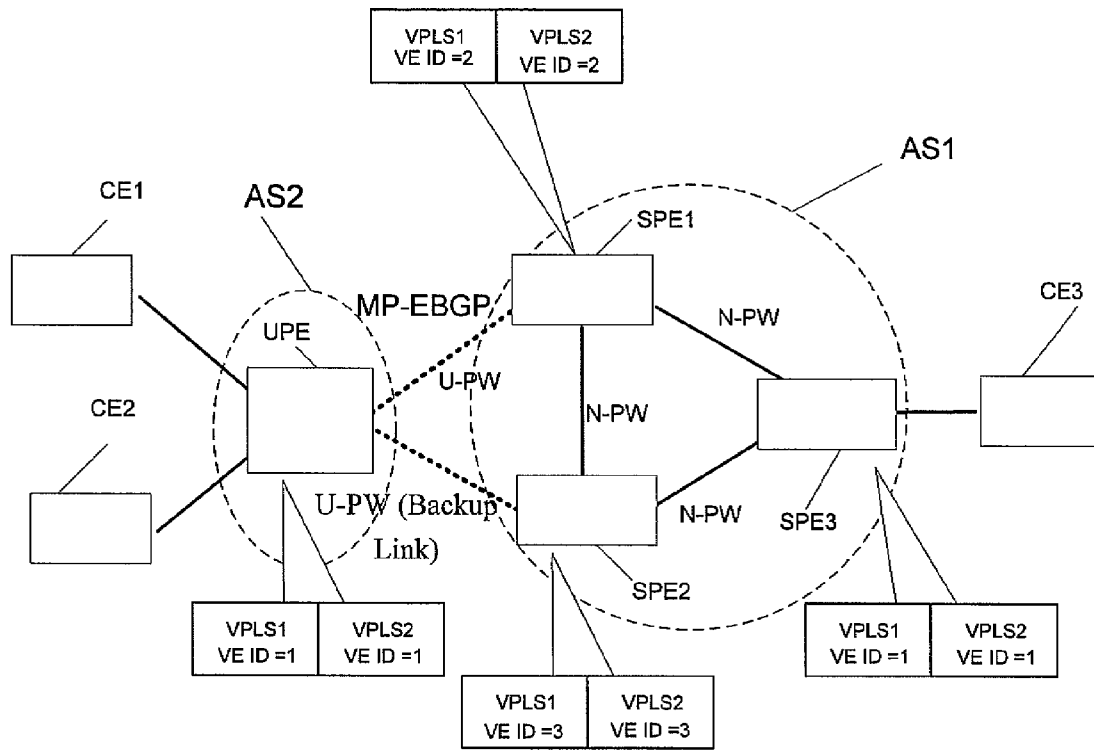 VPLS1
VE ID =2
VPLS2
VE ID =2
AS1
CE1
AS2
SPE1
MP-EBGP
CE3
UPE
N-PW
U-PW
CE2
N-PW
U-PW (Backup
Link)
N-PW
SPE3
SPE2
VPLS1
VE ID =1
VPLS2
VE ID =1
VPLS1
VE ID =1
VPLS2
VE ID =1
VPLS1
VE ID =3
VPLS2
VE ID =3